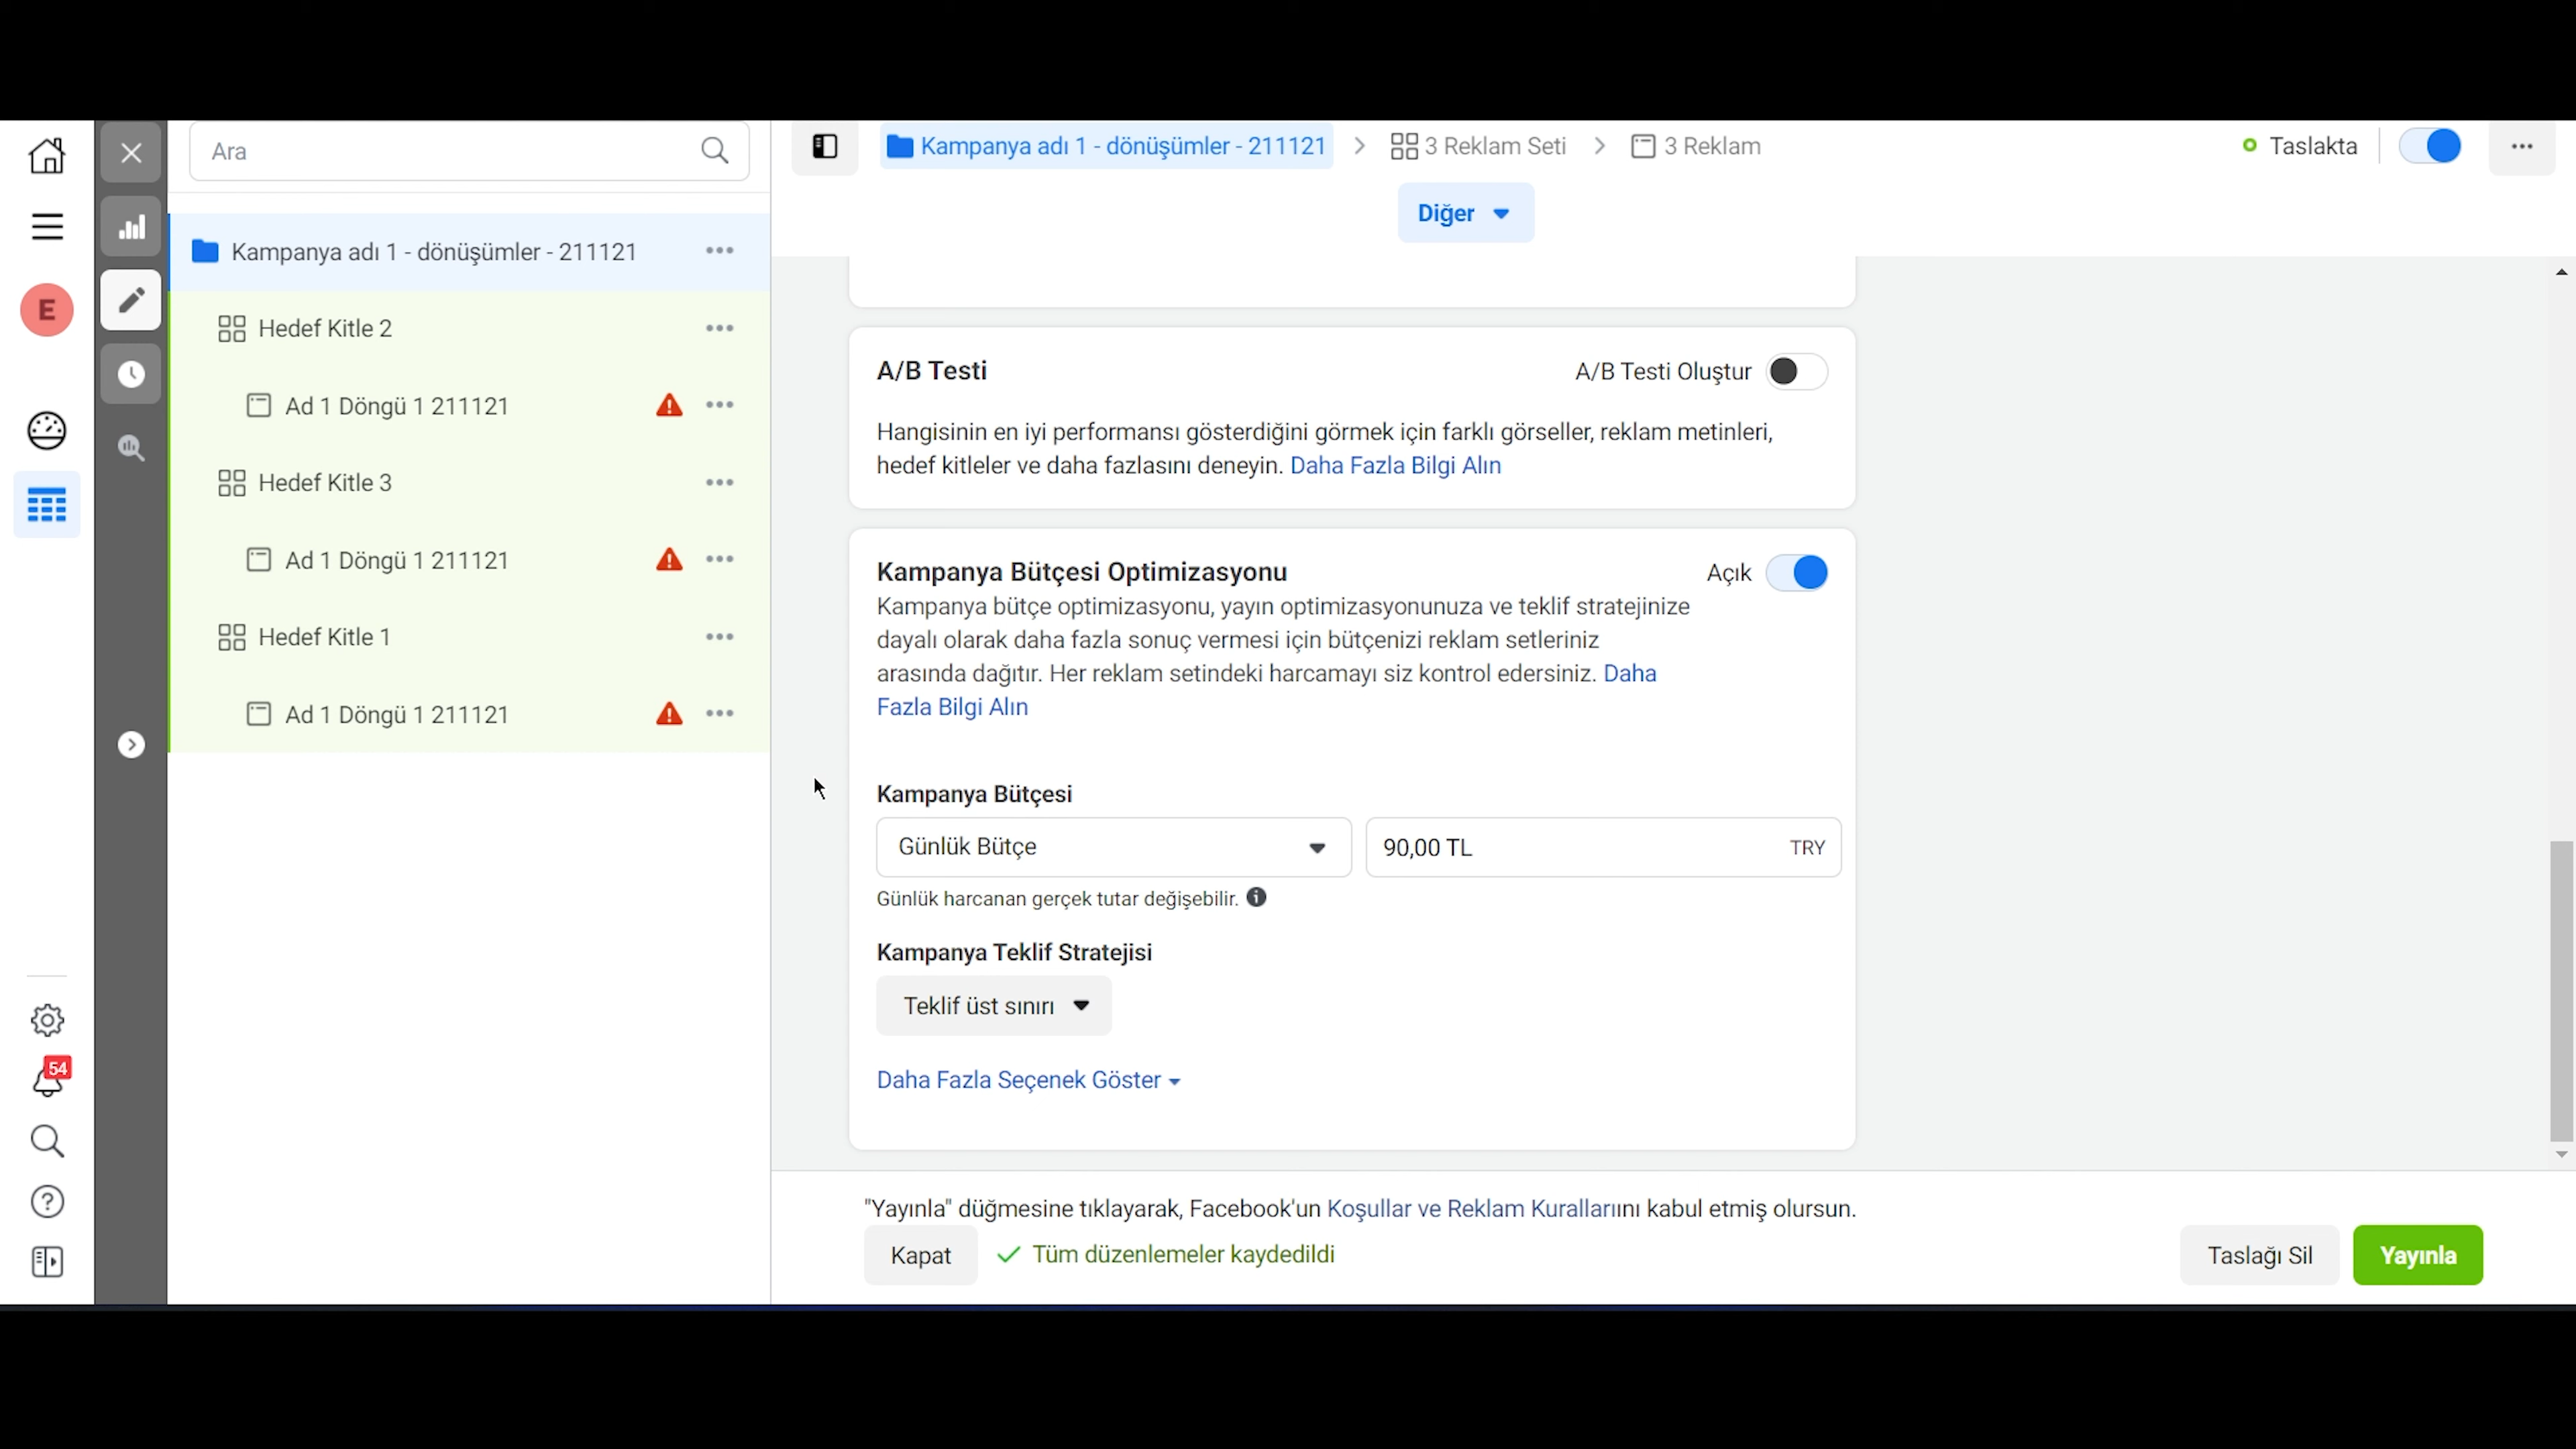 Ara
Kampanya adı 1 - dönüşümler - 211121
3 Reklam Seti
3 Reklam
Taslakta
Diğer
Kampanya adı 1 - dönüşümler - 211121
E
Hedef Kitle 2
Ad 1 Döngü 1 211121
Hedef Kitle 3
Ad 1 Döngü 1 211121
Hedef Kitle 1
Ad 1 Döngü 1 211121
54
A/B Testi
A/B Testi Oluştur
Hangisinin en iyi performansı gösterdiğini görmek için farklı görseller, reklam metinleri,
hedef kitleler ve daha fazlasını deneyin. Daha Fazla Bilgi Alın
Kampanya Bütçesi Optimizasyonu
Açık
Kampanya bütçe optimizasyonu, yayın optimizasyonunuza ve teklif stratejinize
dayalı olarak daha fazla sonuç vermesi için bütçenizi reklam setleriniz
arasında dağıtır. Her reklam setindeki harcamayı siz kontrol edersiniz. Daha
Fazla Bilgi Alın
Kampanya Bütçesi
Günlük Bütçe
90,00 TL
TRY
Günlük harcanan gerçek tutar değişebilir.
Kampanya Teklif Stratejisi
Teklif üst sınırı
Daha Fazla Seçenek Göster
"Yayınla" düğmesine tıklayarak, Facebook'un Koşullar ve Reklam Kurallarıını kabul etmiş olursun.
Kapat
Tüm düzenlemeler kaydedildi
Taslağı Sil
Yayınla